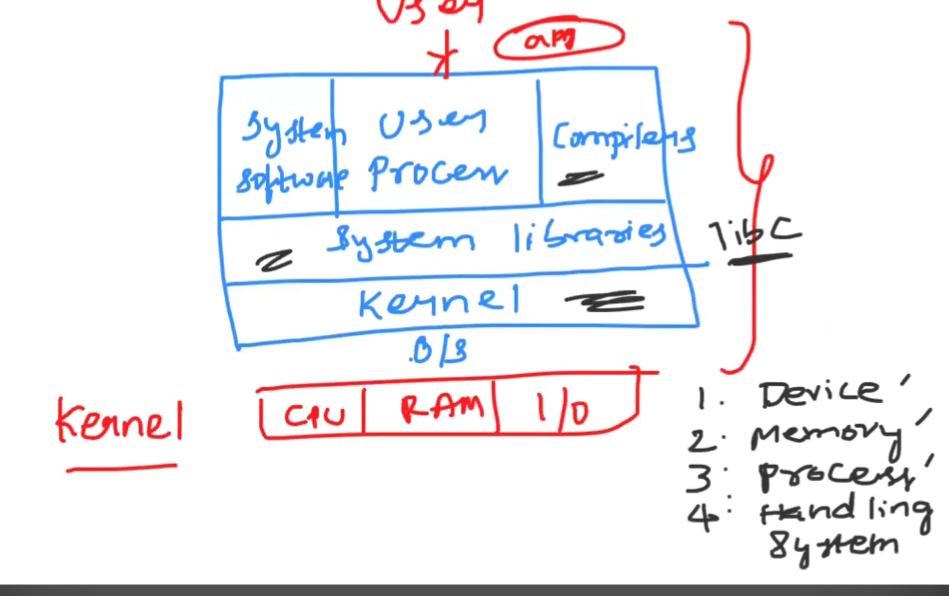 User
app
System
software
User
Process
Compilers
System libraries
libC
Kernel
O/S
Kernel
CPU
RAM
I/O
1. Device
2. Memory
3. Process
4. Handling
System